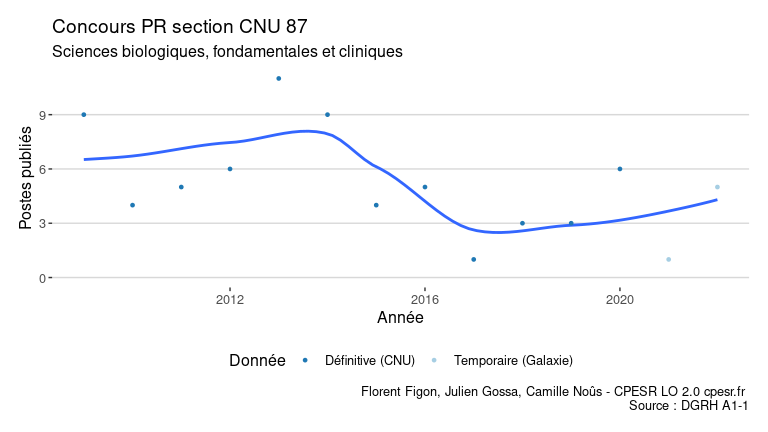 Concours PR section CNU 87
Sciences biologiques, fondamentales et cliniques
Postes publiés
9
6
3
0
2012 2016 2020
Année
Donnée Définitive (CNU) Temporaire (Galaxie)
Florent Figon, Julien Gossa, Camille Noûs - CPESR LO 2.0 cpesr.fr
Source : DGRH A1-1